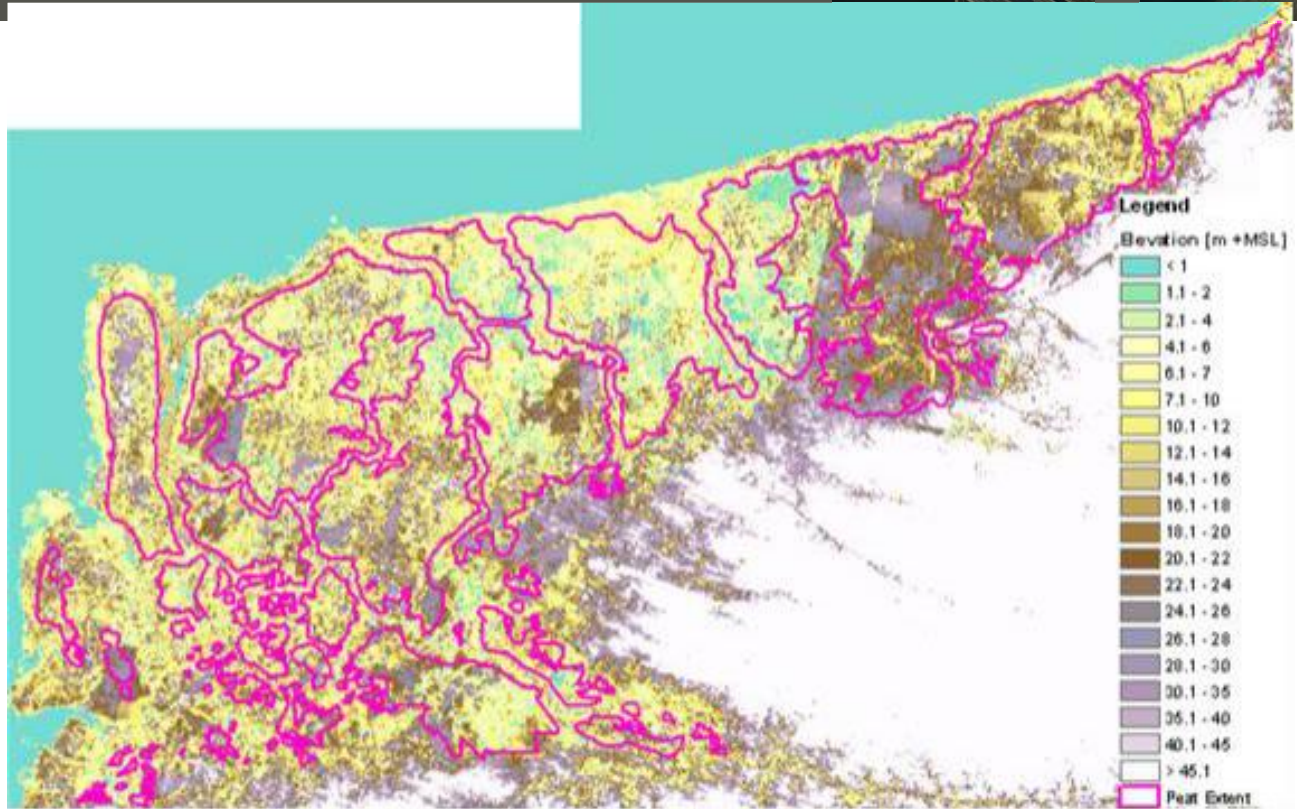 Legend
Elevation [m +MSL]
< 1
1.1 - 2
2.1 - 4
4.1 - 6
6.1 - 7
7.1 - 10
10.1 - 12
12.1 - 14
14.1 - 16
16.1 - 18
18.1 - 20
20.1 - 22
22.1 - 24
24.1 - 26
26.1 - 28
28.1 - 30
30.1 - 35
35.1 - 40
40.1 - 45
> 45.1
Peat Extent